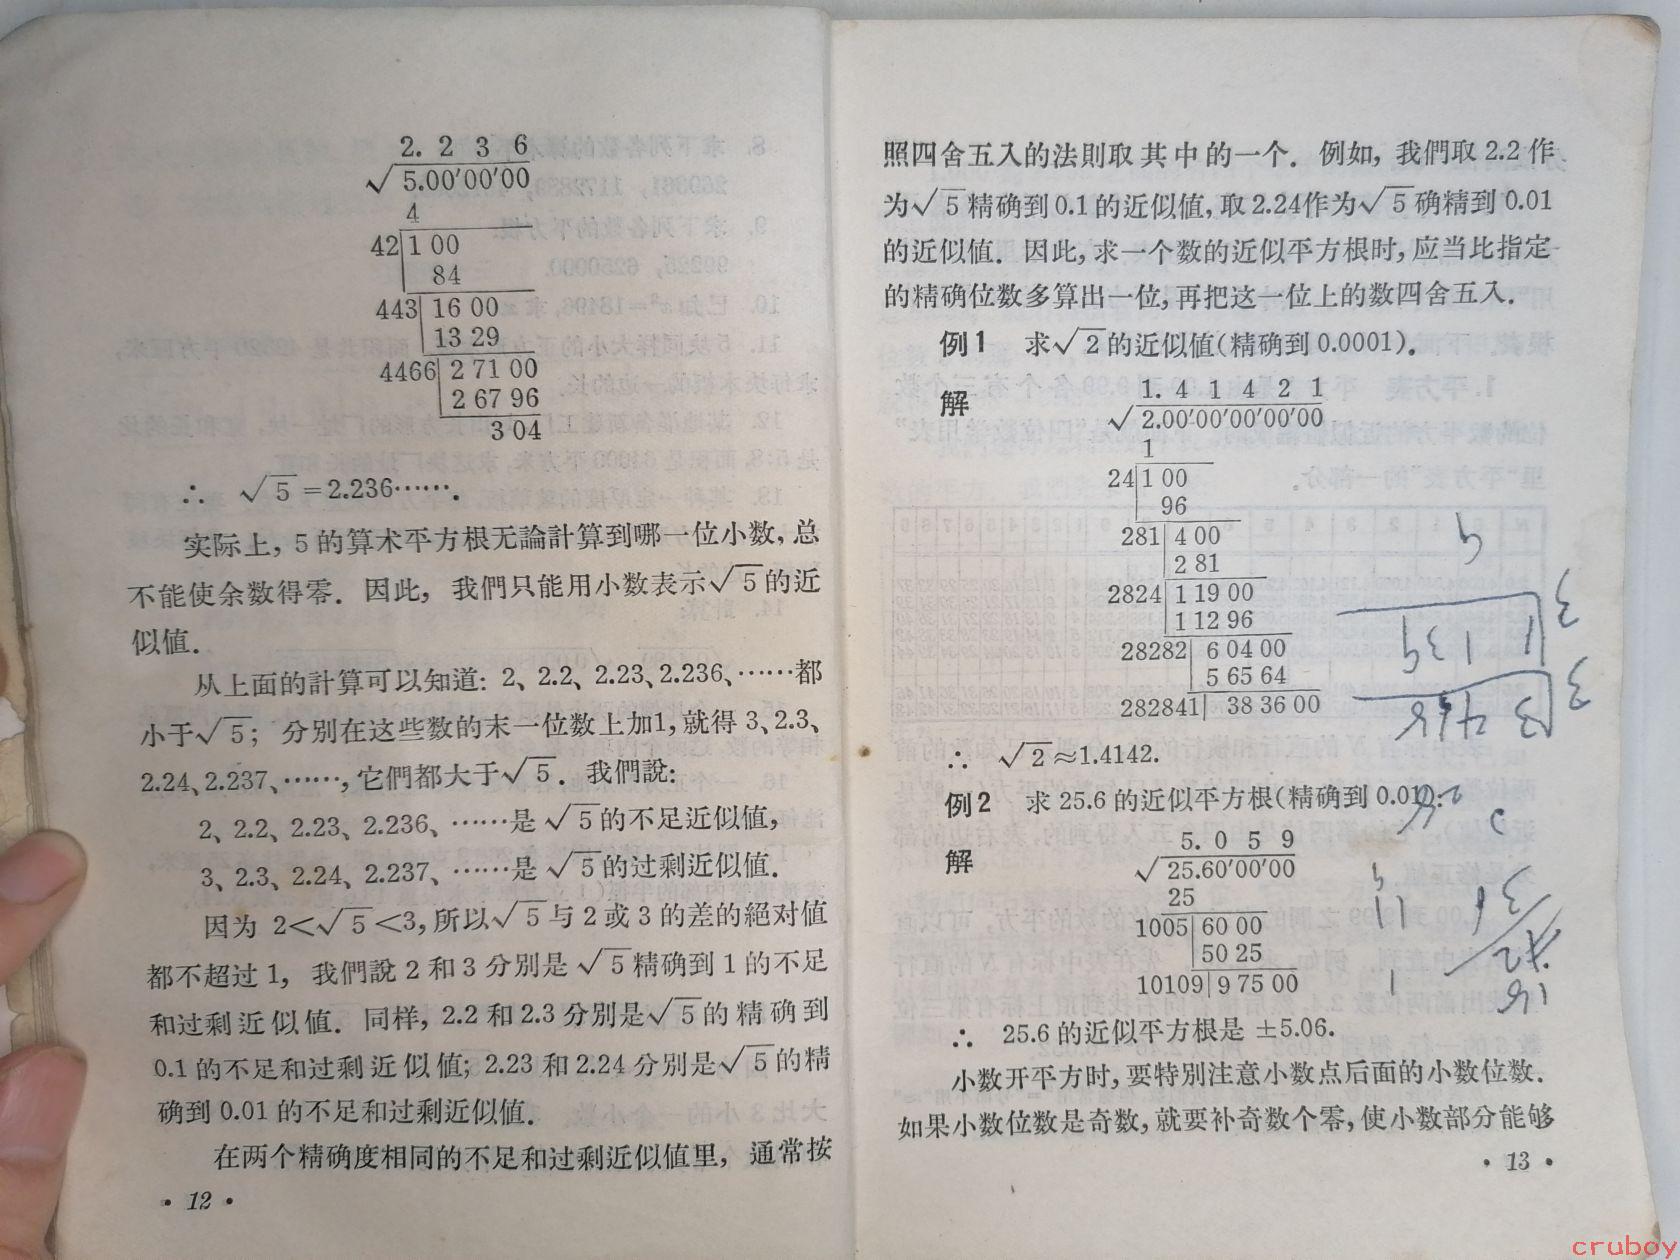 2. 2 3 6
√5.00′00′00
4
42 1 00
84
443 16 00
13 29
4466 2 71 00
2 67 96
3 04
∴ √5=2.236……．
实际上，5 的算术平方根无論計算到哪一位小数，总
不能使余数得零． 因此， 我們只能用小数表示√5的近
似值．
从上面的計算可以知道：2、2.2、2.23、2.236、……都
小于√5； 分別在这些数的末一位数上加1，就得 3、2.3、
2.24、2.237、……，它們都大于√5． 我們說：
2、2.2、2.23、2.236、……是 √5的不足近似值，
3、2.3、2.24、2.237、……是 √5的过剩近似值．
因为 2<√5<3，所以√5与 2 或 3 的差的絕对值
都不超过 1， 我們說 2 和 3 分別是 √5精确到 1 的不足
和过剩近似值． 同样，2.2 和 2.3 分別是√5的精确到
0.1 的不足和过剩近似值；2.23 和 2.24 分別是√5的精
确到 0.01 的不足和过剩近似值．
在两个精确度相同的不足和过剩近似值里， 通常按
· 12 ·
照四舍五入的法則取其中的一个． 例如，我們取 2.2 作
为√5精确到 0.1 的近似值，取 2.24作为√5确精到 0.01
的近似值． 因此，求一个数的近似平方根时，应当比指定
的精确位数多算出一位，再把这一位上的数四舍五入．
例1 求√2的近似值(精确到 0.0001)．
解
1. 4 1 4 2 1
√2.00′00′00′00′00
1
24 1 00
96
281 4 00
2 81
2824 1 19 00
1 12 96
28282 6 04 00
5 65 64
282841 38 36 00
∴ √2≈1.4142.
例2 求 25.6 的近似平方根(精确到 0.01)．
解
5. 0 5 9
√25.60′00′00
25
1005 60 00
50 25
10109 9 75 00
∴ 25.6 的近似平方根是 ±5.06.
小数开平方时，要特別注意小数点后面的小数位数．
如果小数位数是奇数，就要补奇数个零，使小数部分能够
· 13 ·
cruboy